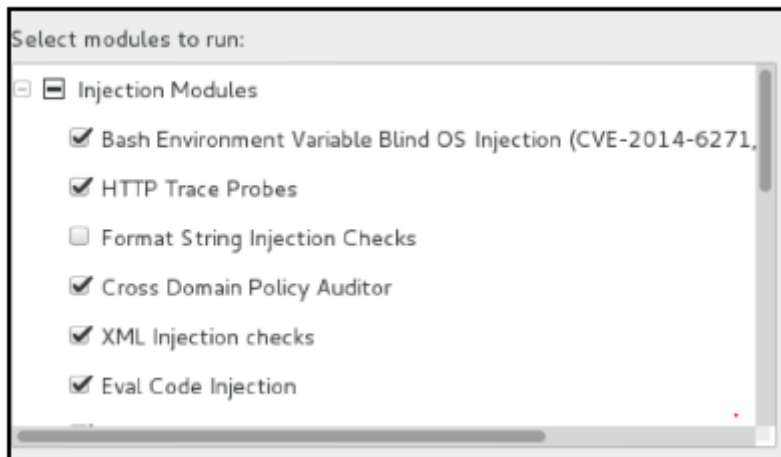 Select modules to run:
Injection Modules
Bash Environment Variable Blind OS Injection (CVE-2014-6271,
HTTP Trace Probes
Format String Injection Checks
Cross Domain Policy Auditor
XML Injection checks
Eval Code Injection